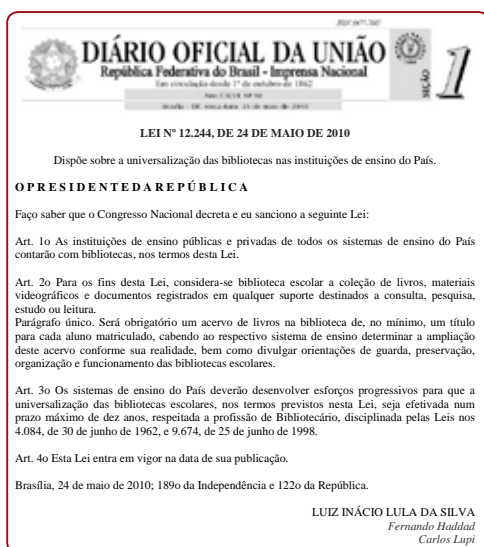 DIÁRIO OFICIAL DA UNIÃO
República Federativa do Brasil - Imprensa Nacional
Em circulação desde 1º de outubro de 1862
SEÇÃO
1
LEI Nº 12.244, DE 24 DE MAIO DE 2010
Dispõe sobre a universalização das bibliotecas nas instituições de ensino do País.
O P R E S I D E N T E D A R E P Ú B L I C A
Faço saber que o Congresso Nacional decreta e eu sanciono a seguinte Lei:
Art. 1o As instituições de ensino públicas e privadas de todos os sistemas de ensino do País
contarão com bibliotecas, nos termos desta Lei.
Art. 2o Para os fins desta Lei, considera-se biblioteca escolar a coleção de livros, materiais
videográficos e documentos registrados em qualquer suporte destinados a consulta, pesquisa,
estudo ou leitura.
Parágrafo único. Será obrigatório um acervo de livros na biblioteca de, no mínimo, um título
para cada aluno matriculado, cabendo ao respectivo sistema de ensino determinar a ampliação
deste acervo conforme sua realidade, bem como divulgar orientações de guarda, preservação,
organização e funcionamento das bibliotecas escolares.
Art. 3o Os sistemas de ensino do País deverão desenvolver esforços progressivos para que a
universalização das bibliotecas escolares, nos termos previstos nesta Lei, seja efetivada num
prazo máximo de dez anos, respeitada a profissão de Bibliotecário, disciplinada pelas Leis nos
4.084, de 30 de junho de 1962, e 9.674, de 25 de junho de 1998.
Art. 4o Esta Lei entra em vigor na data de sua publicação.
Brasília, 24 de maio de 2010; 189o da Independência e 122o da República.
LUIZ INÁCIO LULA DA SILVA
Fernando Haddad
Carlos Lupi